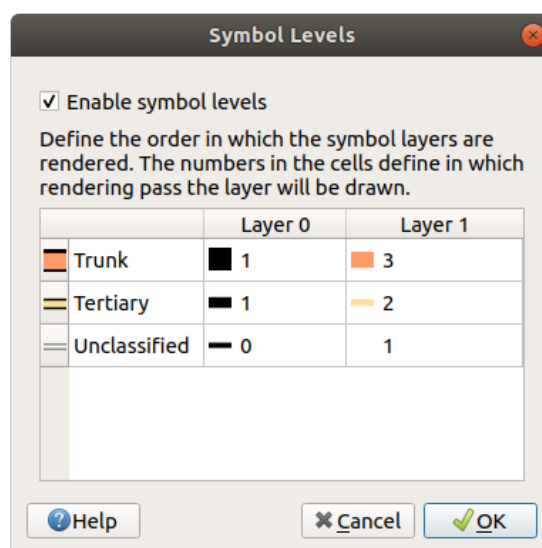 Symbol Levels
Enable symbol levels
Define the order in which the symbol layers are
rendered. The numbers in the cells define in which
rendering pass the layer will be drawn.
Layer 0 Layer 1
Trunk 1 3
Tertiary 1 2
Unclassified 0 1
Help Cancel OK